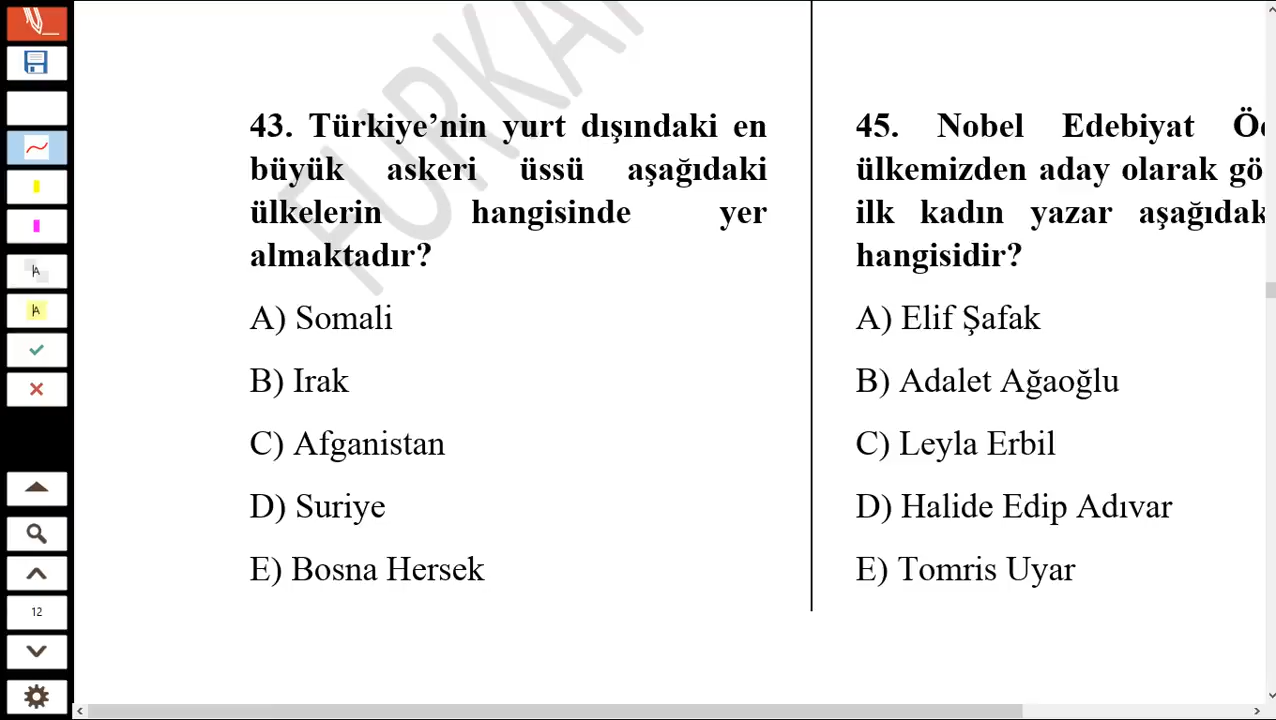 FURKA
43. Türkiye’nin yurt dışındaki en
büyük askeri üssü aşağıdaki
ülkelerin hangisinde yer
almaktadır?
A) Somali
B) Irak
C) Afganistan
D) Suriye
E) Bosna Hersek
45. Nobel Edebiyat
ülkemizden aday olarak
ilk kadın yazar
hangisidir?
A) Elif Şafak
B) Adalet Ağaoğlu
C) Leyla Erbil
D) Halide Edip Adıvar
E) Tomris Uyar
12